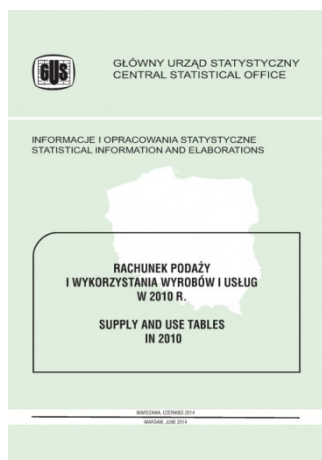 GUS
GŁÓWNY URZĄD STATYSTYCZNY
CENTRAL STATISTICAL OFFICE
INFORMACJE I OPRACOWANIA STATYSTYCZNE
STATISTICAL INFORMATION AND ELABORATIONS
RACHUNEK PODAŻY
I WYKORZYSTANIA WYROBÓW I USŁUG
W 2010 R.
SUPPLY AND USE TABLES
IN 2010
WARSZAWA, CZERWIEC 2014
WARSAW, JUNE 2014